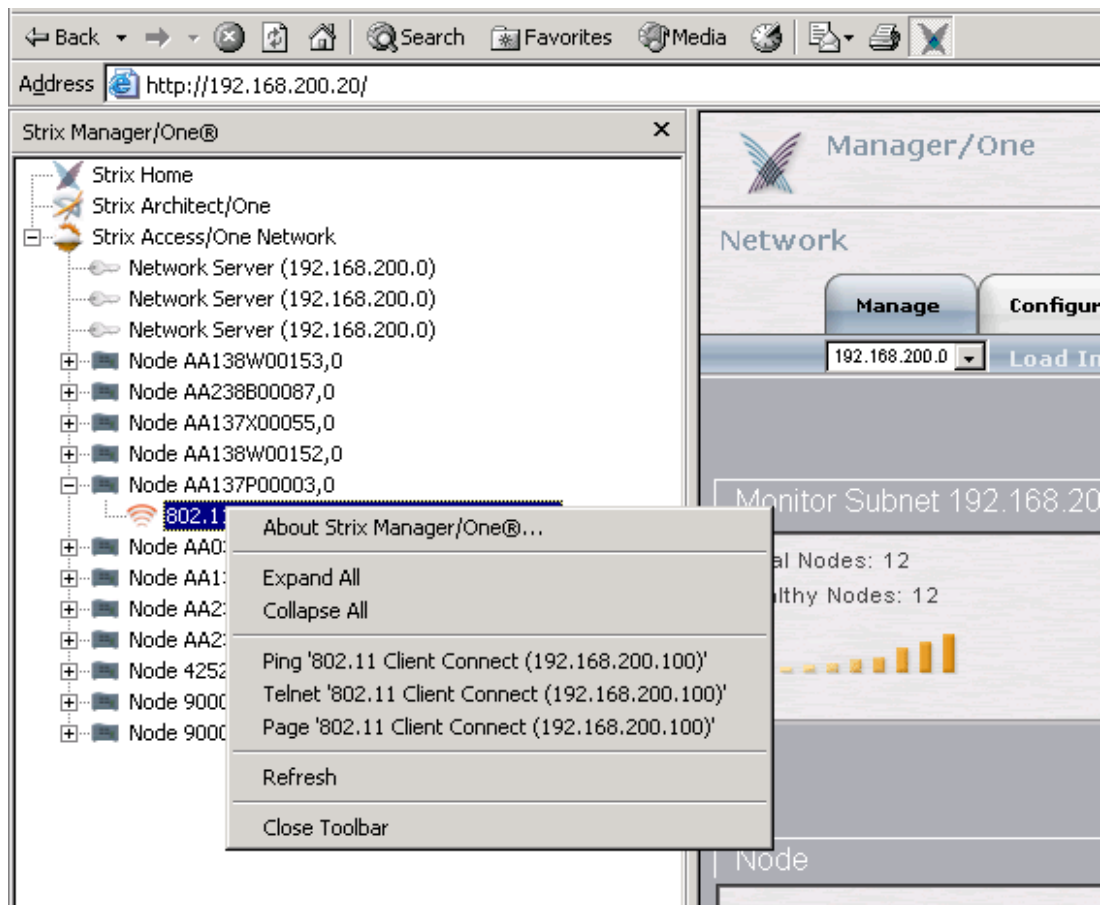 Back
Search
Favorites
Media
Address
http://192.168.200.20/
Strix Manager/One®
Strix Home
Strix Architect/One
Strix Access/One Network
Network Server (192.168.200.0)
Network Server (192.168.200.0)
Network Server (192.168.200.0)
Node AA138W00153,0
Node AA238B00087,0
Node AA137X00055,0
Node AA138W00152,0
Node AA137P00003,0
802.11
Node AA0
Node AA1
Node AA2
Node AA2
Node 4252
Node 9000
Node 9000
About Strix Manager/One®...
Expand All
Collapse All
Ping '802.11 Client Connect (192.168.200.100)'
Telnet '802.11 Client Connect (192.168.200.100)'
Page '802.11 Client Connect (192.168.200.100)'
Refresh
Close Toolbar
Manager/One
Network
Manage
Configur
192.168.200.0
Load In
Monitor Subnet 192.168.20
al Nodes: 12
lthy Nodes: 12
Node